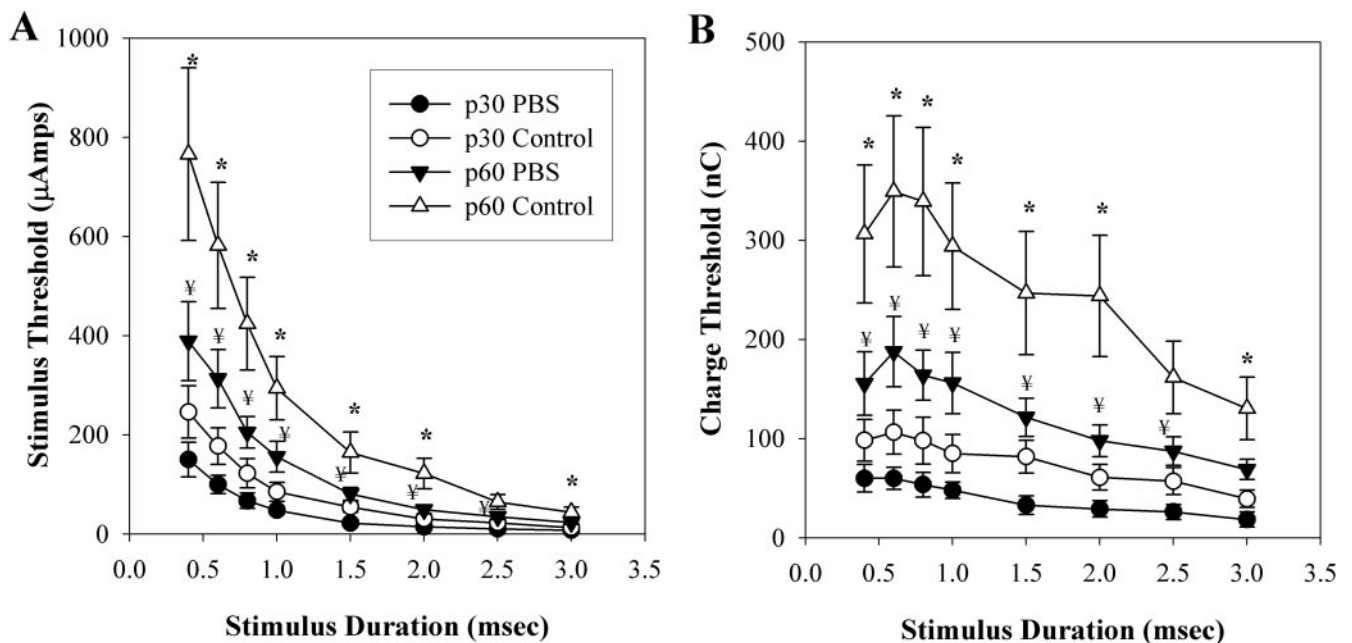 A
1000
800
600
400
200
0
Stimulus Threshold (μAmps)
* * * * * * *
¥ ¥ ¥ ¥ ¥ ¥ ¥
p30 PBS
p30 Control
p60 PBS
p60 Control
0.0 0.5 1.0 1.5 2.0 2.5 3.0 3.5
Stimulus Duration (msec)
B
500
400
300
200
100
0
Charge Threshold (nC)
* * * * * * *
¥ ¥ ¥ ¥ ¥ ¥ ¥
0.0 0.5 1.0 1.5 2.0 2.5 3.0 3.5
Stimulus Duration (msec)